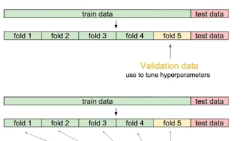 train data test data
fold 1 fold 2 fold 3 fold 4 fold 5 test data
Validation data
use to tune hyperparameters
train data test data
fold 1 fold 2 fold 3 fold 4 fold 5 test data